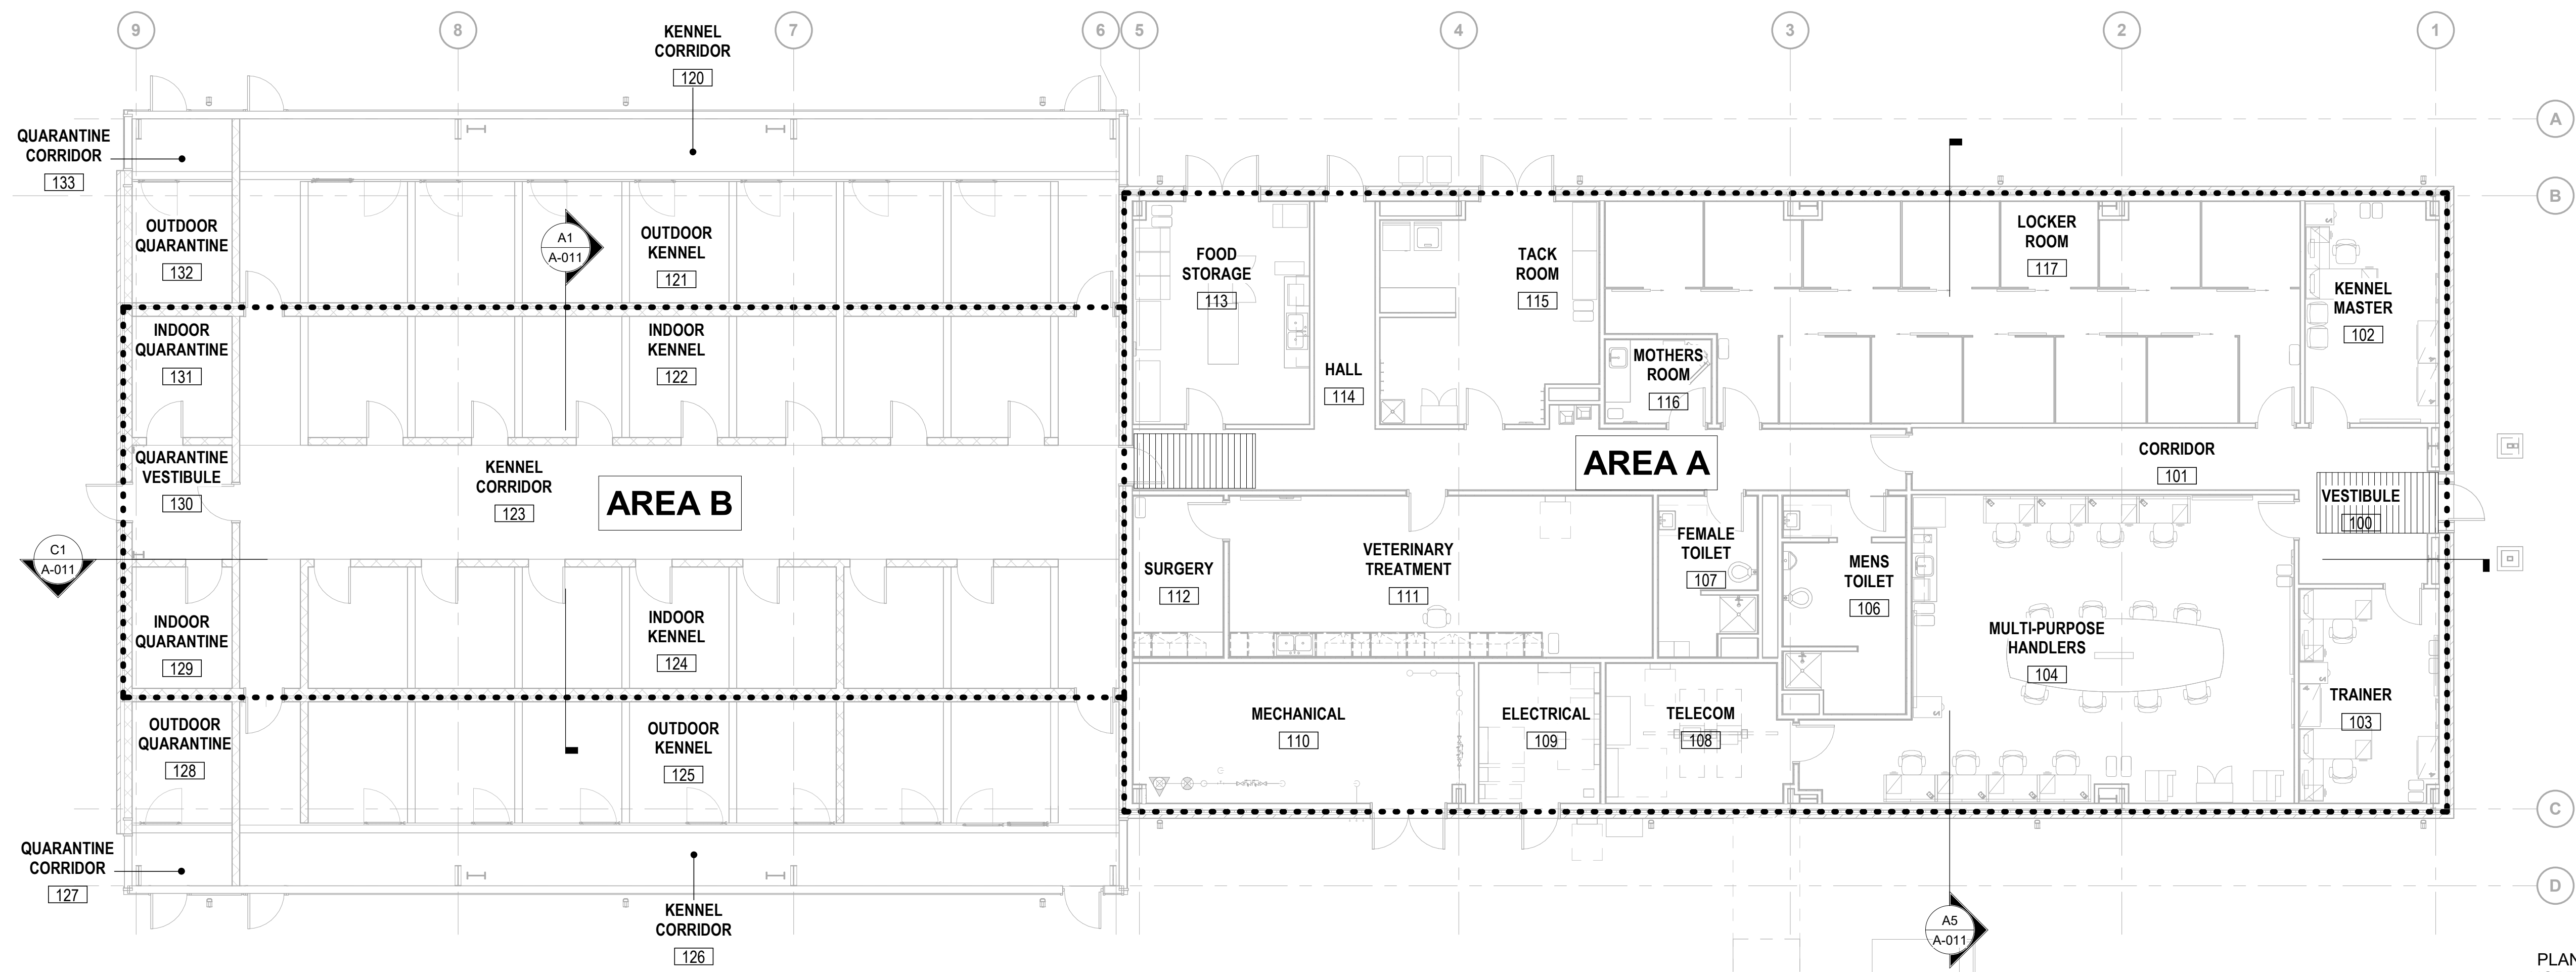 9
8
7
6
5
4
3
2
1
KENNEL
CORRIDOR
120
A
QUARANTINE
CORRIDOR
133
B
OUTDOOR
QUARANTINE
132
A1
A-011
OUTDOOR
KENNEL
121
FOOD
STORAGE
113
TACK
ROOM
115
LOCKER
ROOM
117
KENNEL
MASTER
102
INDOOR
QUARANTINE
131
INDOOR
KENNEL
122
HALL
114
MOTHERS
ROOM
116
QUARANTINE
VESTIBULE
130
KENNEL
CORRIDOR
123
AREA B
AREA A
CORRIDOR
101
VESTIBULE
100
C1
A-011
SURGERY
112
VETERINARY
TREATMENT
111
FEMALE
TOILET
107
MENS
TOILET
106
INDOOR
QUARANTINE
129
INDOOR
KENNEL
124
MULTI-PURPOSE
HANDLERS
104
TRAINER
103
OUTDOOR
QUARANTINE
128
OUTDOOR
KENNEL
125
MECHANICAL
110
ELECTRICAL
109
TELECOM
108
C
QUARANTINE
CORRIDOR
127
D
KENNEL
CORRIDOR
126
A5
A-011
PLAN